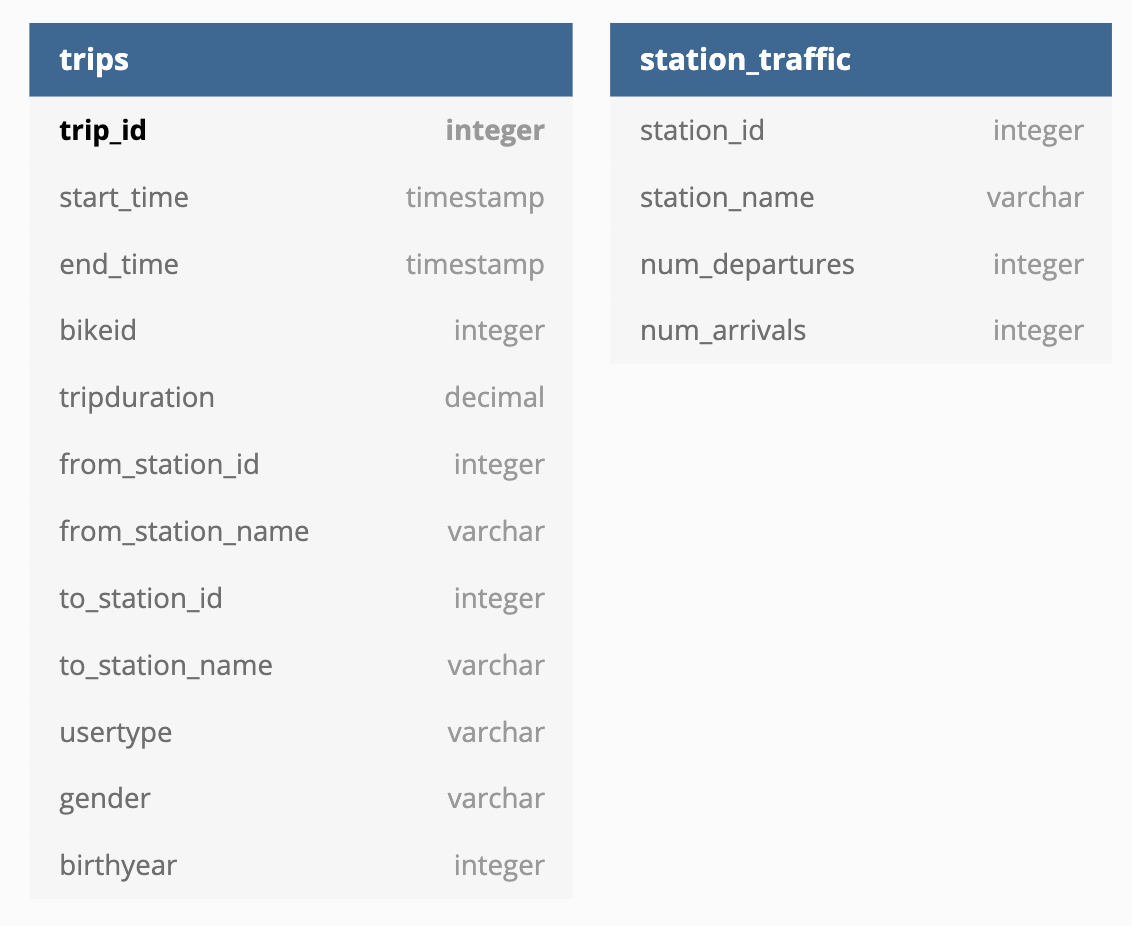 trips
trip_id integer
start_time timestamp
end_time timestamp
bikeid integer
tripduration decimal
from_station_id integer
from_station_name varchar
to_station_id integer
to_station_name varchar
usertype varchar
gender varchar
birthyear integer
station_traffic
station_id integer
station_name varchar
num_departures integer
num_arrivals integer